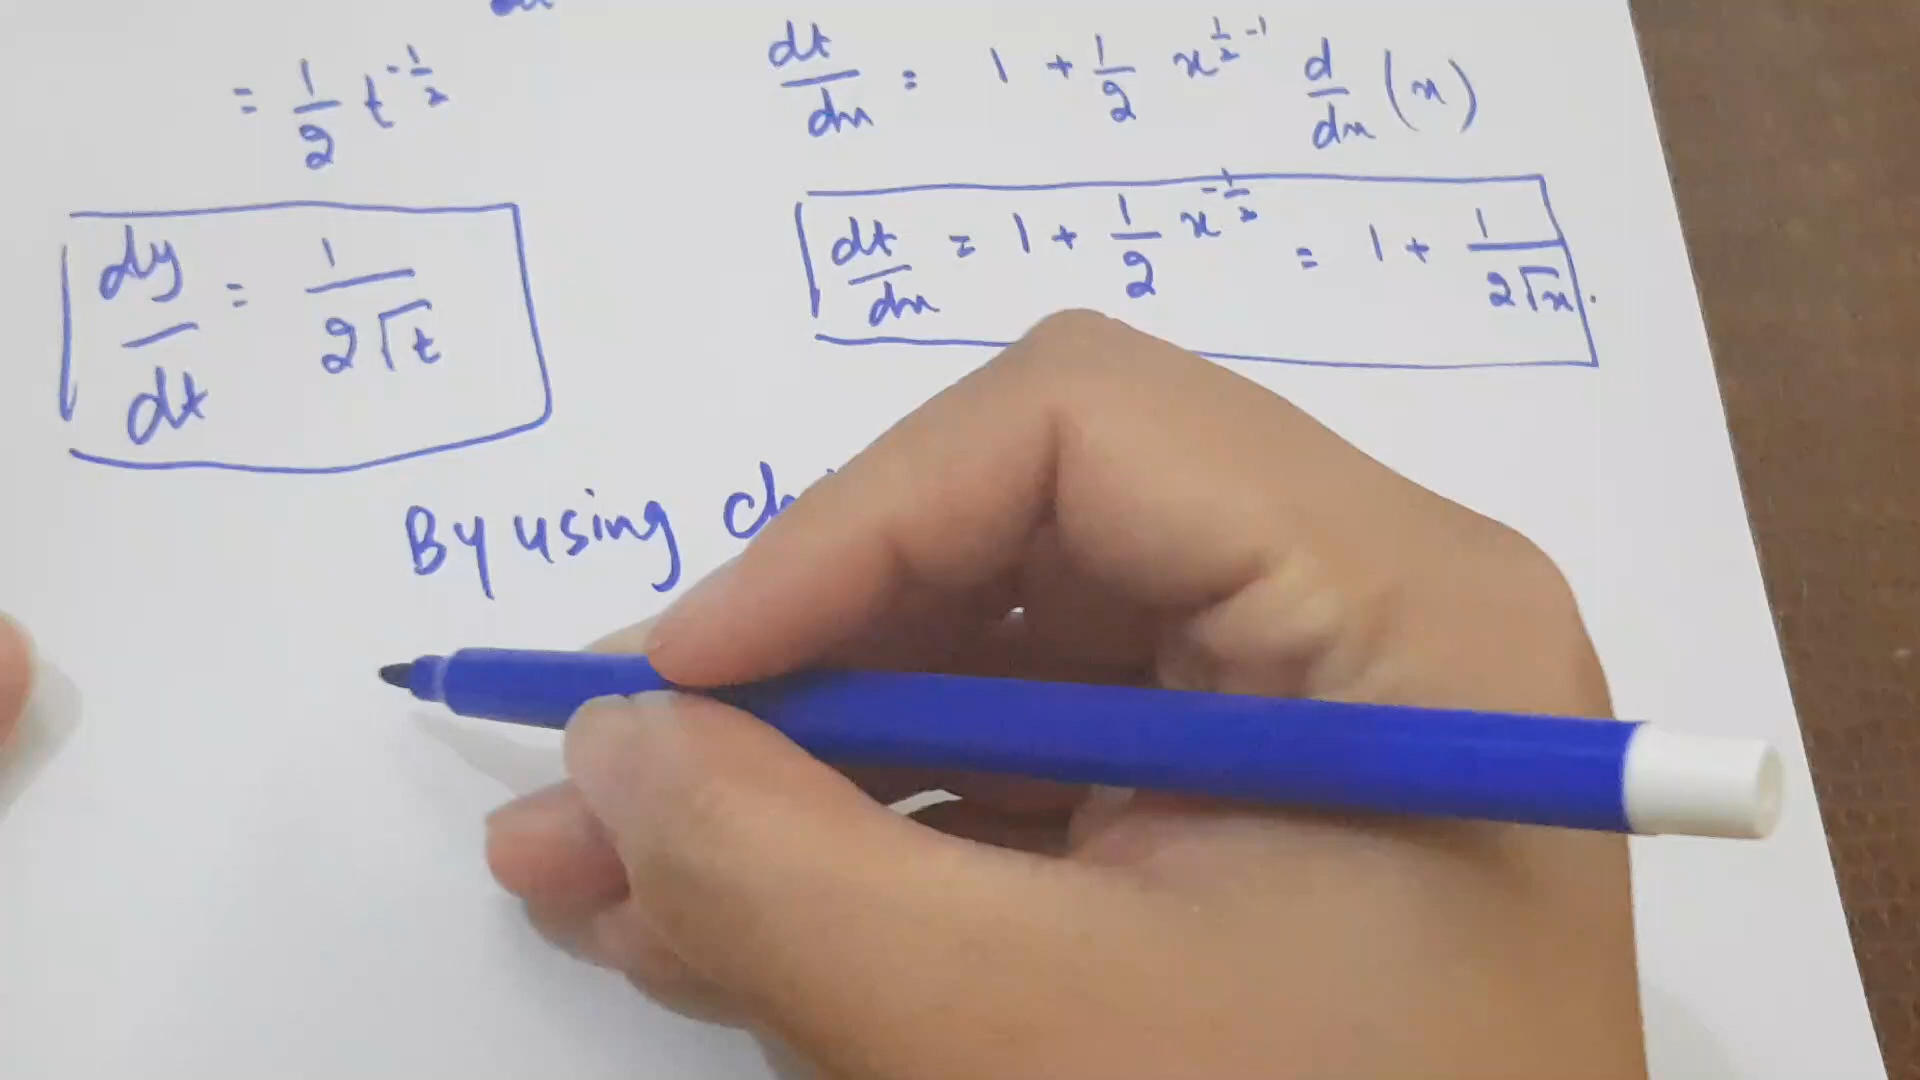 = 1/2 t^-1/2
dy/dt = 1/2√t
dt/dx = 1 + 1/2 x^1/2-1 d/dx (x)
dt/dx = 1 + 1/2 x^-1/2 = 1 + 1/2√x.
By using